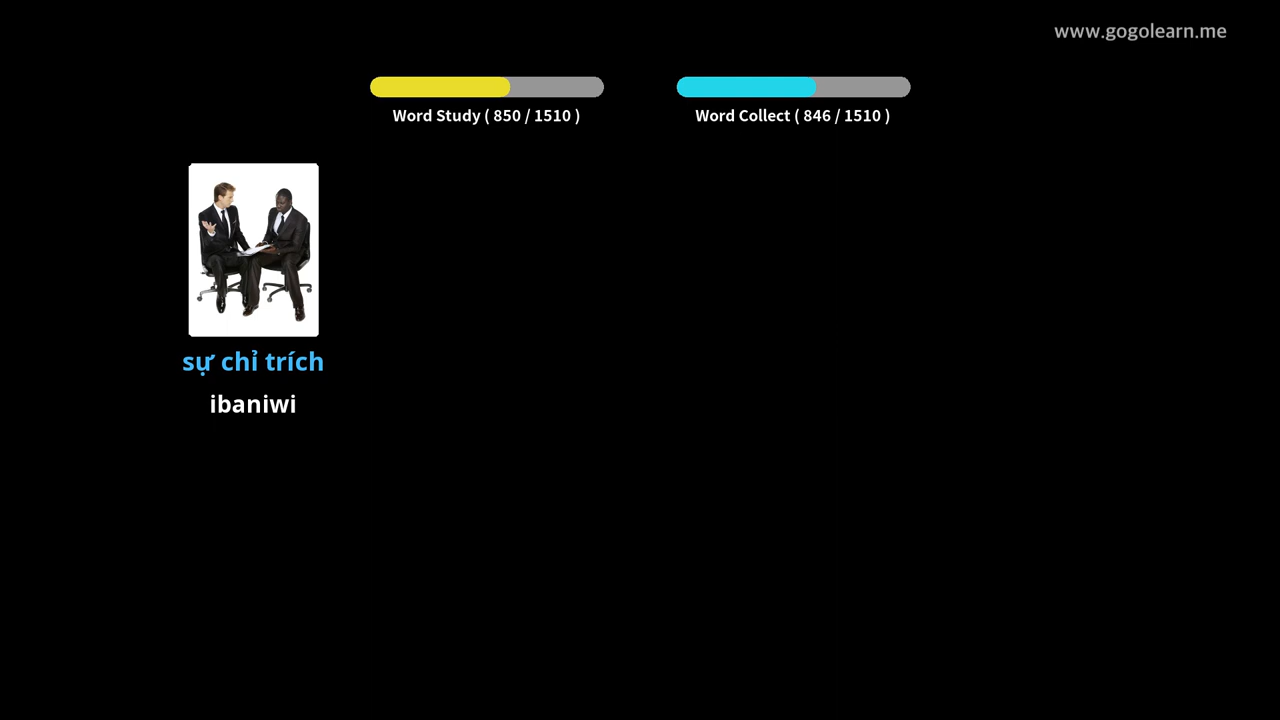 www.gogolearn.me
Word Study ( 850 / 1510 )
Word Collect ( 846 / 1510 )
sự chỉ trích
ibaniwi